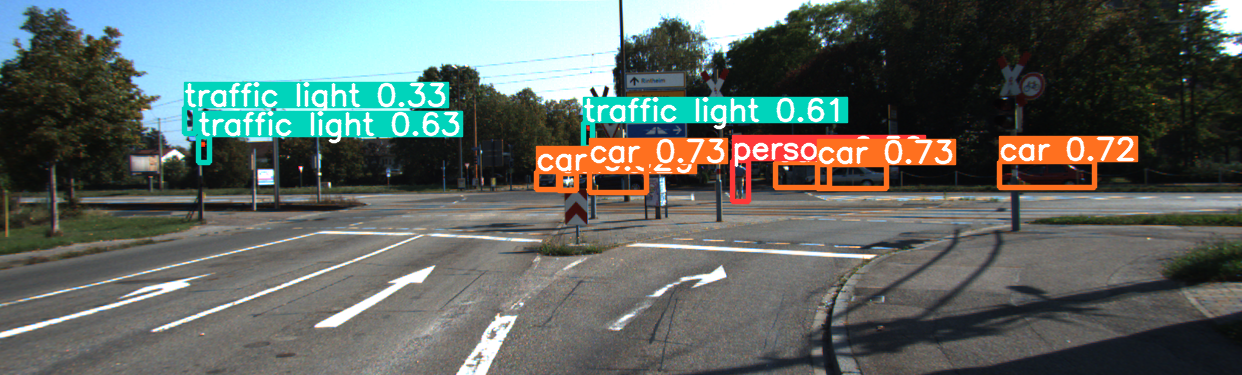 traffic light 0.33
traffic light 0.63
Rintheim
traffic light 0.61
car
car 0.73
perso
car 0.73
car 0.72